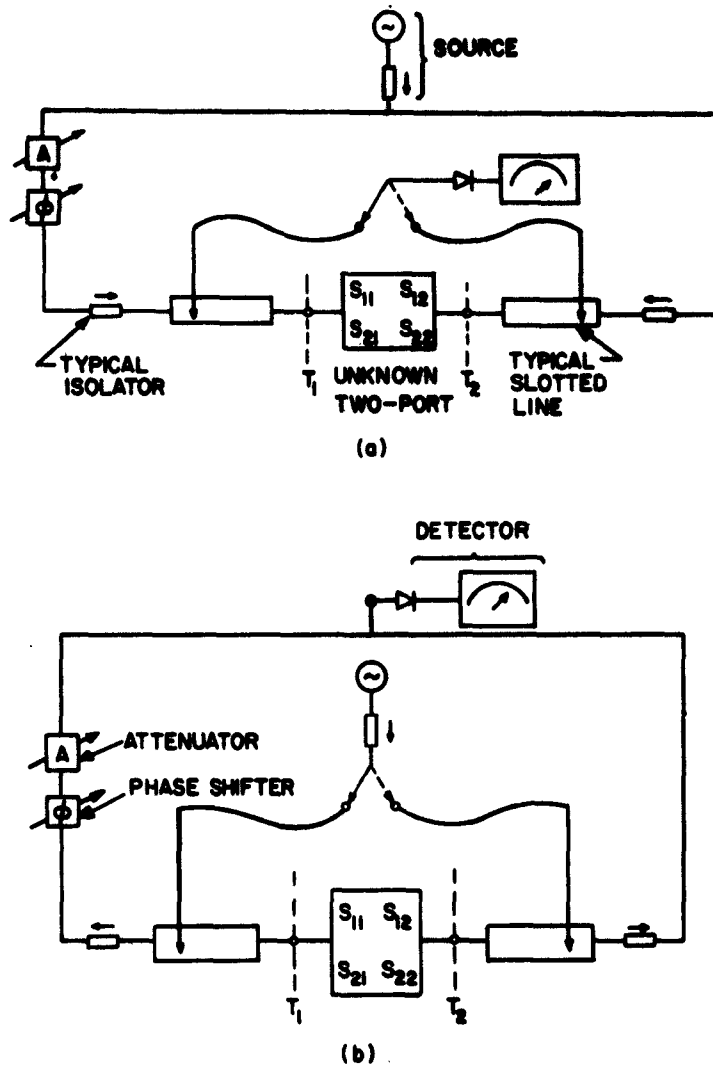 SOURCE
A
Φ
S11 S12
S21 S22
TYPICAL
ISOLATOR
T1
UNKNOWN
TWO-PORT
T2
TYPICAL
SLOTTED
LINE
(a)
DETECTOR
A
ATTENUATOR
Φ
PHASE SHIFTER
S11 S12
S21 S22
T1
T2
(b)